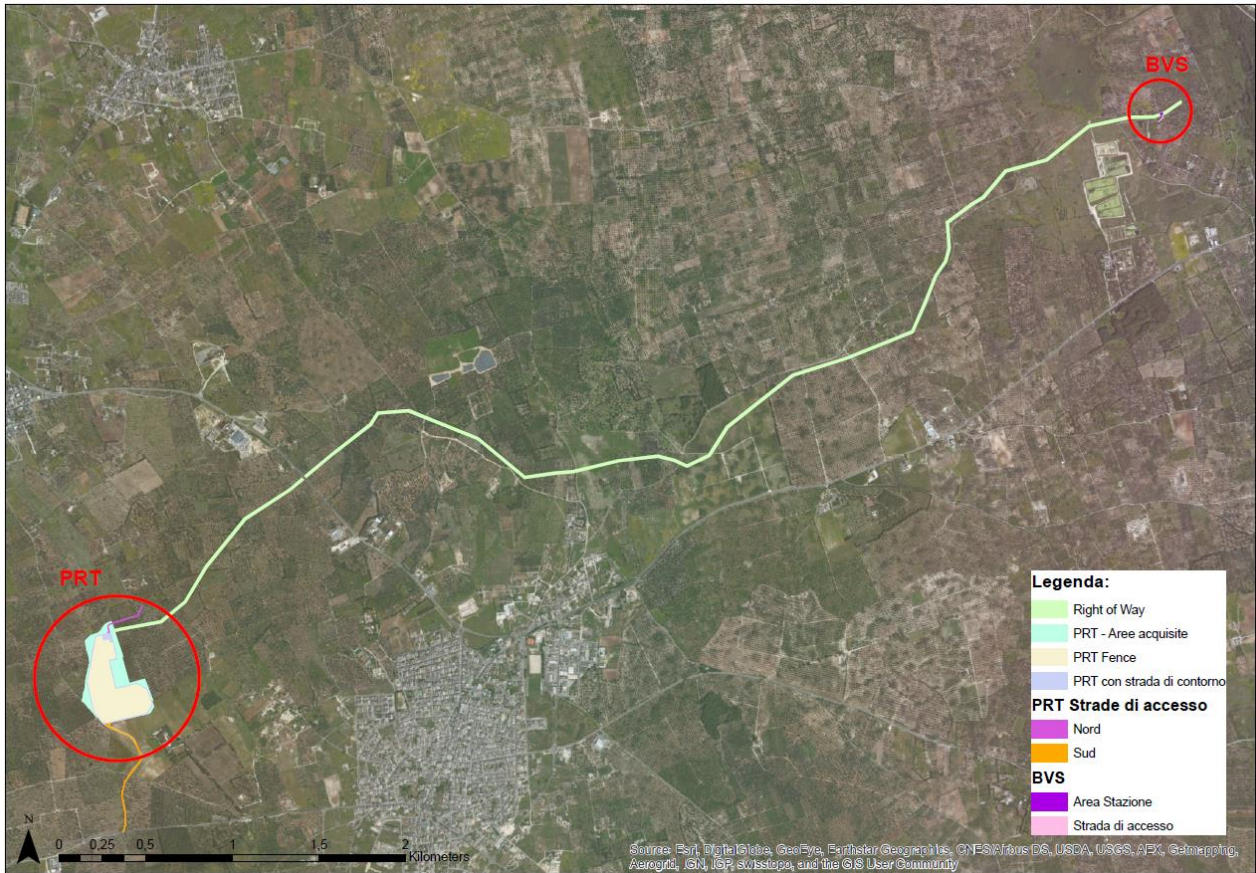 BVS
PRT
Legenda:
Right of Way
PRT - Aree acquisite
PRT Fence
PRT con strada di contorno
PRT Strade di accesso
Nord
Sud
BVS
Area Stazione
Strada di accesso
N
0 0,25 0,5 1 1,5 2
Kilometers
Source: Esri, DigitalGlobe, GeoEye, Earthstar Geographics, CNES/Airbus DS, USDA, USGS, AEX, Getmapping,
Aerogrid, IGN, IGP, swisstopo, and the GIS User Community